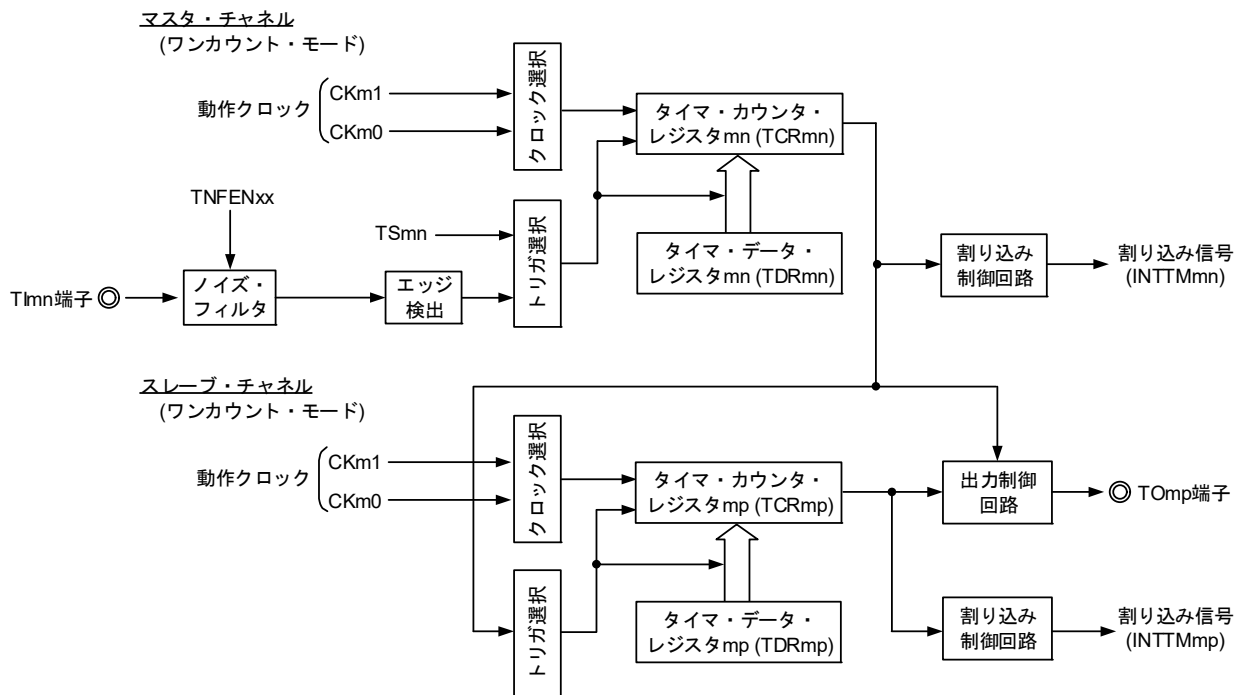 マスタ・チャネル
(ワンカウント・モード)
動作クロック
CKm1
CKm0
クロック選択
タイマ・カウンタ・
レジスタmn (TCRmn)
TNFENxx
TSmn
トリガ選択
タイマ・データ・
レジスタmn (TDRmn)
割り込み
制御回路
割り込み信号
(INTTMmn)
TImn端子
ノイズ・
フィルタ
エッジ
検出
スレーブ・チャネル
(ワンカウント・モード)
動作クロック
CKm1
CKm0
クロック選択
タイマ・カウンタ・
レジスタmp (TCRmp)
出力制御
回路
TOmp端子
トリガ選択
タイマ・データ・
レジスタmp (TDRmp)
割り込み
制御回路
割り込み信号
(INTTMmp)